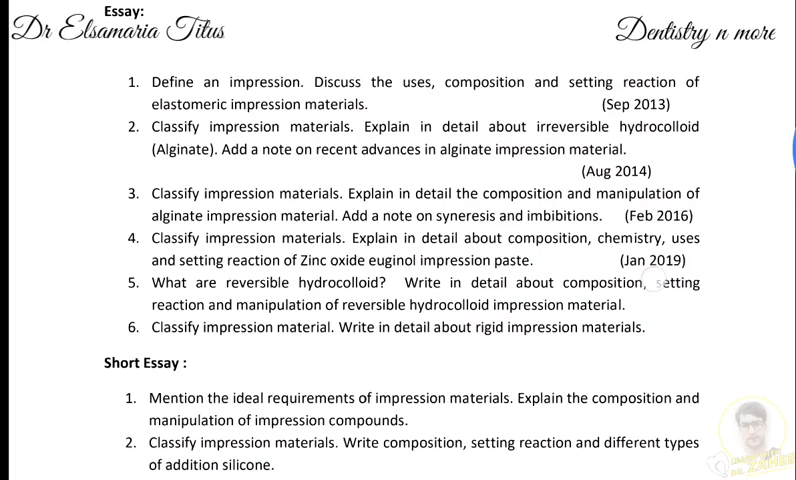 Essay:
Dr Elsamaria Titus
Dentistry n more
1. Define an impression. Discuss the uses, composition and setting reaction of
elastomeric impression materials. (Sep 2013)
2. Classify impression materials. Explain in detail about irreversible hydrocolloid
(Alginate). Add a note on recent advances in alginate impression material.
(Aug 2014)
3. Classify impression materials. Explain in detail the composition and manipulation of
alginate impression material. Add a note on syneresis and imbibitions. (Feb 2016)
4. Classify impression materials. Explain in detail about composition, chemistry, uses
and setting reaction of Zinc oxide euginol impression paste. (Jan 2019)
5. What are reversible hydrocolloid? Write in detail about composition, setting
reaction and manipulation of reversible hydrocolloid impression material.
6. Classify impression material. Write in detail about rigid impression materials.
Short Essay :
1. Mention the ideal requirements of impression materials. Explain the composition and
manipulation of impression compounds.
2. Classify impression materials. Write composition, setting reaction and different types
of addition silicone.